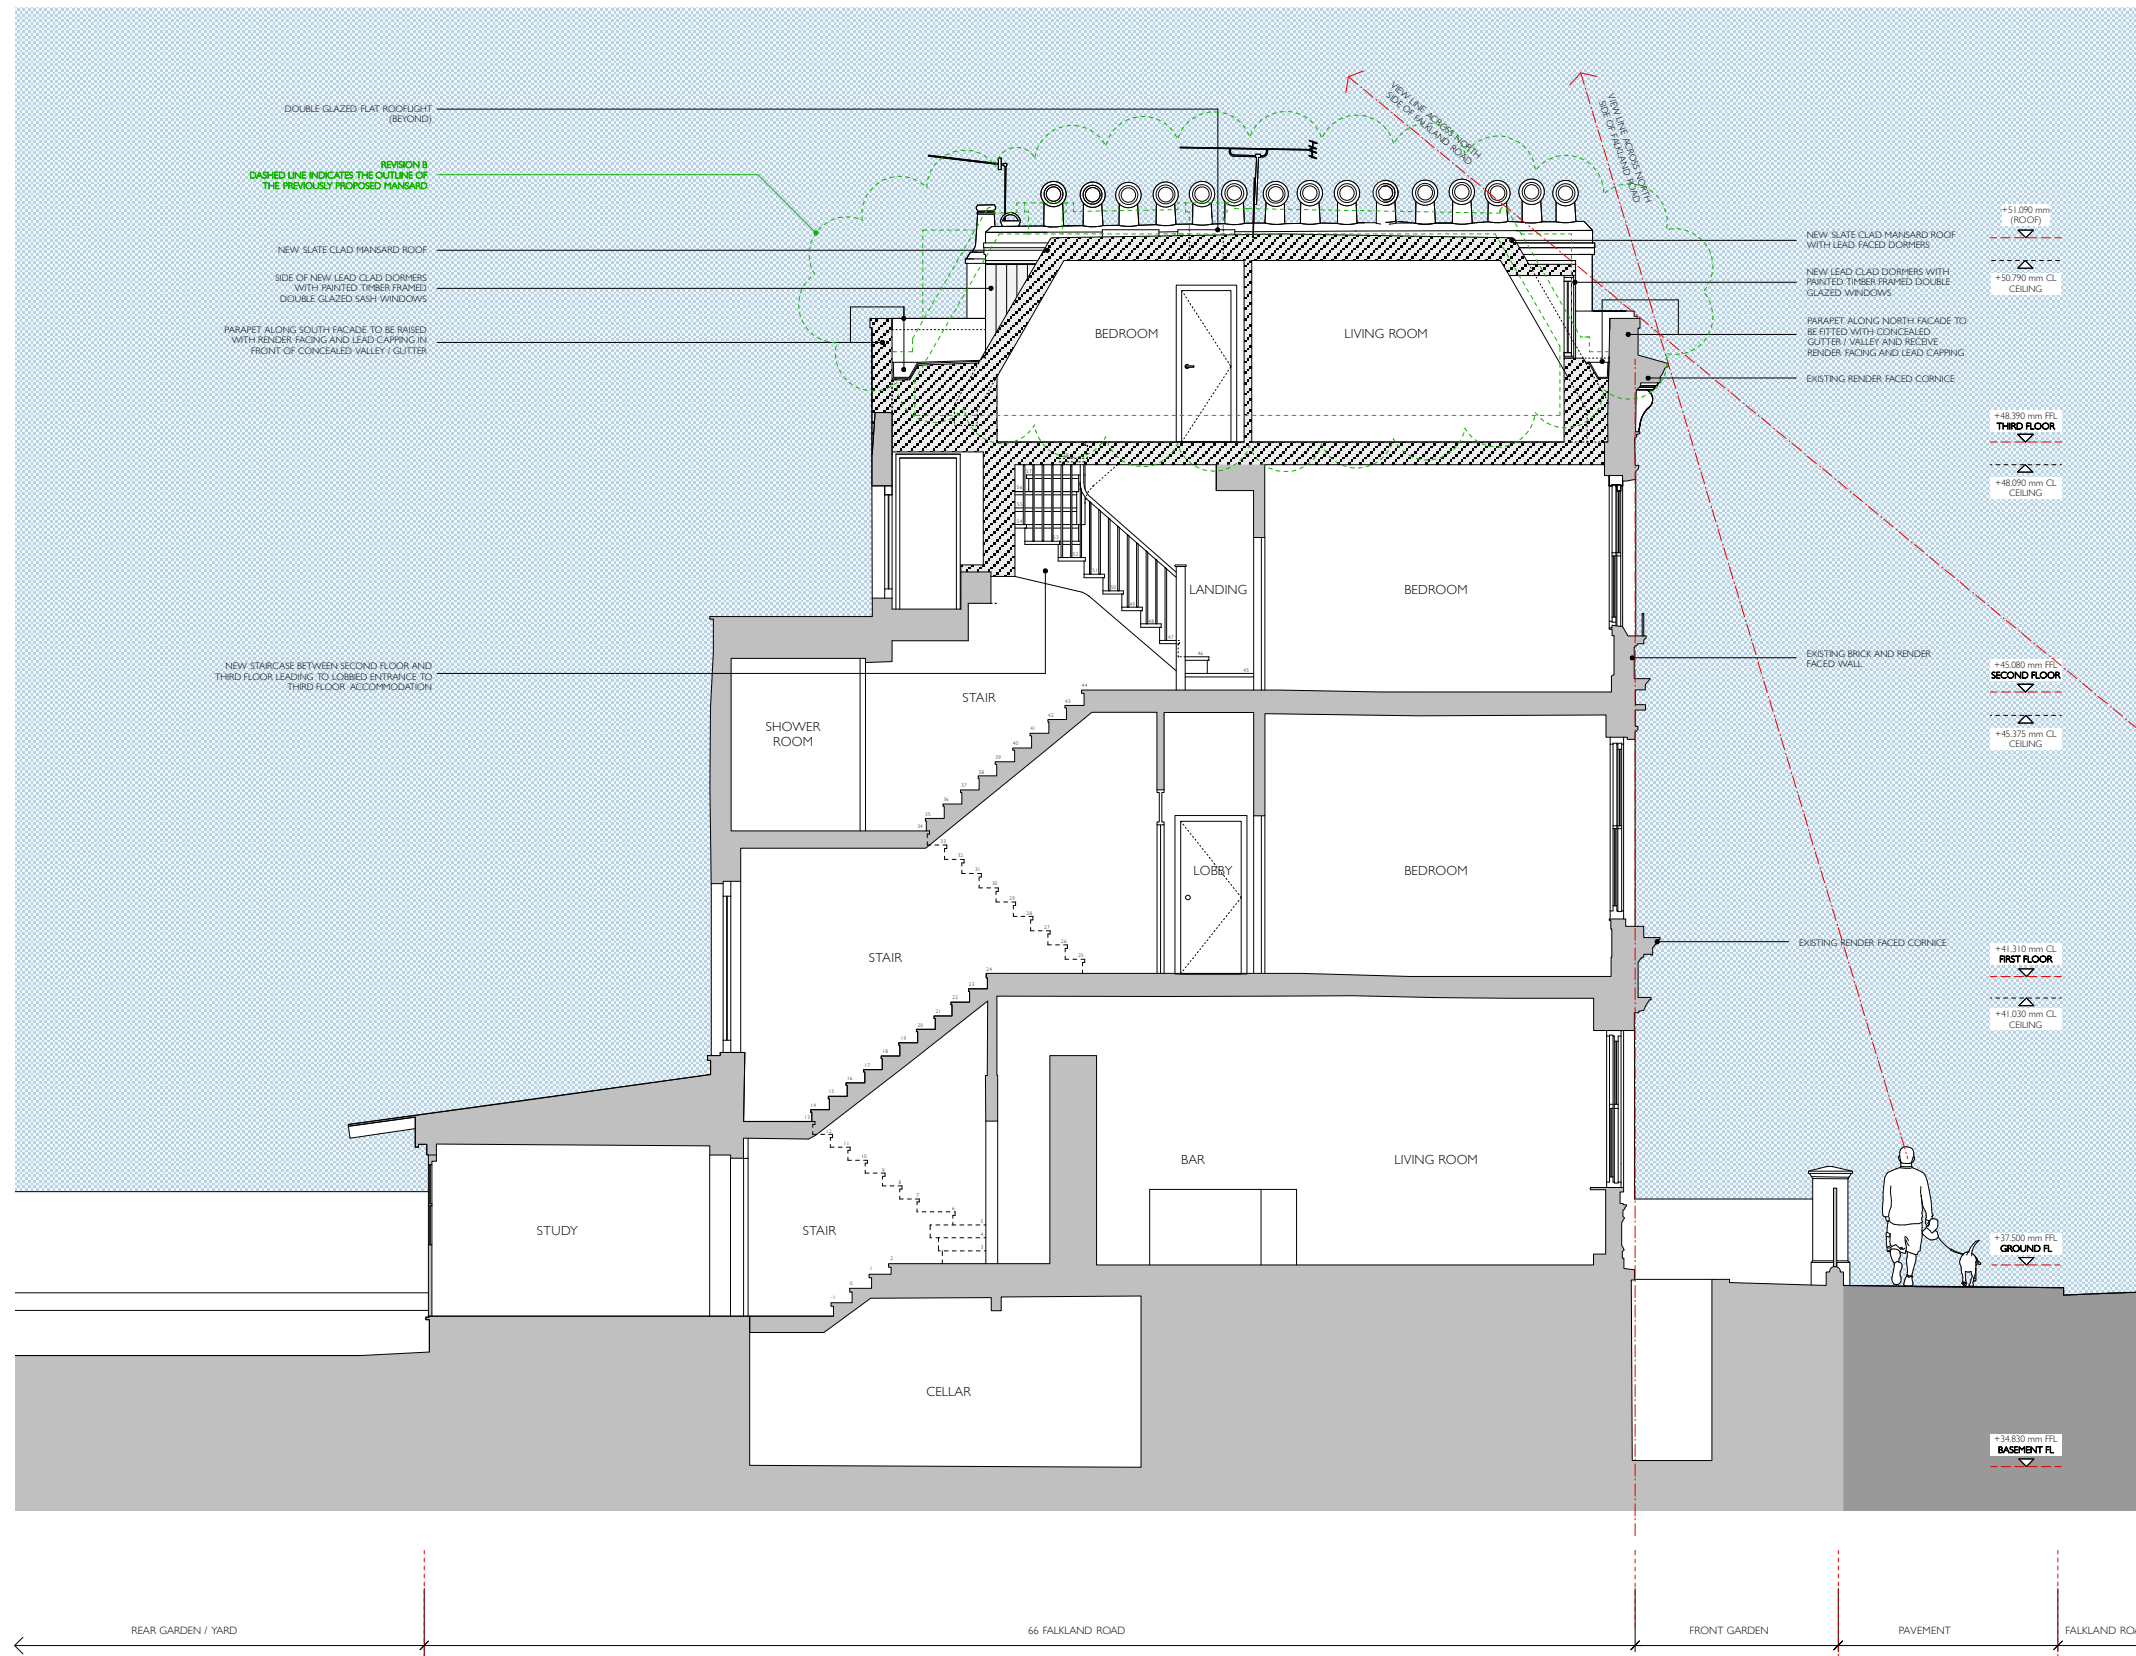 DOUBLE GLAZED FLAT ROOFLIGHT
(BEYOND)
REVISION B
DASHED LINE INDICATES THE OUTLINE OF
THE PREVIOUSLY PROPOSED MANSARD
NEW SLATE CLAD MANSARD ROOF
SIDE OF NEW LEAD CLAD DORMERS
WITH PAINTED TIMBER FRAMED
DOUBLE GLAZED SASH WINDOWS
PARAPET ALONG SOUTH FACADE TO BE RAISED
WITH RENDER FACING AND LEAD CAPPING IN
FRONT OF CONCEALED VALLEY / GUTTER
NEW STAIRCASE BETWEEN SECOND FLOOR AND
THIRD FLOOR LEADING TO LOBBIED ENTRANCE TO
THIRD FLOOR ACCOMMODATION
VIEW LINE ACROSS NORTH
SIDE OF FALKLAND ROAD
VIEW LINE ACROSS NORTH
SIDE OF FALKLAND ROAD
NEW SLATE CLAD MANSARD ROOF
WITH LEAD FACED DORMERS
NEW LEAD CLAD DORMERS WITH
PAINTED TIMBER FRAMED DOUBLE
GLAZED WINDOWS
PARAPET ALONG NORTH FACADE TO
BE FITTED WITH CONCEALED
GUTTER / VALLEY AND RECEIVE
RENDER FACING AND LEAD CAPPING
EXISTING RENDER FACED CORNICE
EXISTING BRICK AND RENDER
FACED WALL
EXISTING RENDER FACED CORNICE
+51.090 mm
(ROOF)
+50.790 mm CL
CEILING
+48.390 mm FFL
THIRD FLOOR
+48.090 mm CL
CEILING
+45.080 mm FFL
SECOND FLOOR
+45.375 mm CL
CEILING
+41.310 mm CL
FIRST FLOOR
+41.030 mm CL
CEILING
+37.500 mm FFL
GROUND FL
+34.830 mm FFL
BASEMENT FL
BEDROOM
LIVING ROOM
LANDING
BEDROOM
STAIR
SHOWER
ROOM
LOBBY
BEDROOM
STAIR
BAR
LIVING ROOM
STUDY
STAIR
CELLAR
REAR GARDEN / YARD
66 FALKLAND ROAD
FRONT GARDEN
PAVEMENT
FALKLAND